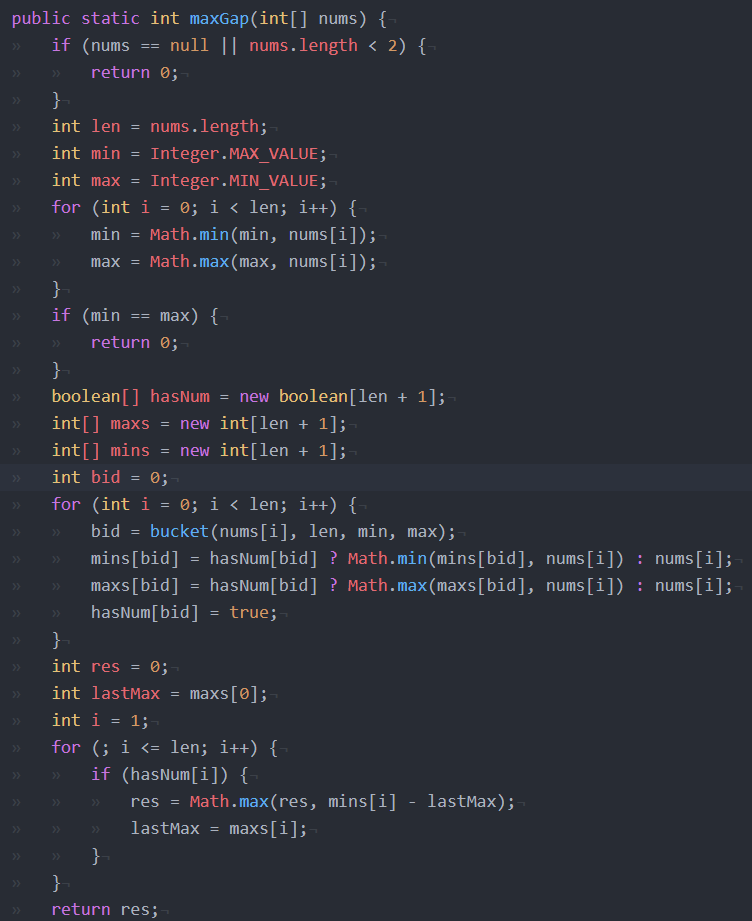 public static int maxGap(int[] nums) {¬
»   if (nums == null || nums.length < 2) {¬
»   »   return 0;¬
»   }¬
»   int len = nums.length;¬
»   int min = Integer.MAX_VALUE;¬
»   int max = Integer.MIN_VALUE;¬
»   for (int i = 0; i < len; i++) {¬
»   »   min = Math.min(min, nums[i]);¬
»   »   max = Math.max(max, nums[i]);¬
»   }¬
»   if (min == max) {¬
»   »   return 0;¬
»   }¬
»   boolean[] hasNum = new boolean[len + 1];¬
»   int[] maxs = new int[len + 1];¬
»   int[] mins = new int[len + 1];¬
»   int bid = 0;¬
»   for (int i = 0; i < len; i++) {¬
»   »   bid = bucket(nums[i], len, min, max);¬
»   »   mins[bid] = hasNum[bid] ? Math.min(mins[bid], nums[i]) : nums[i];¬
»   »   maxs[bid] = hasNum[bid] ? Math.max(maxs[bid], nums[i]) : nums[i];¬
»   »   hasNum[bid] = true;¬
»   }¬
»   int res = 0;¬
»   int lastMax = maxs[0];¬
»   int i = 1;¬
»   for (; i <= len; i++) {¬
»   »   if (hasNum[i]) {¬
»   »   »   res = Math.max(res, mins[i] - lastMax);¬
»   »   »   lastMax = maxs[i];¬
»   »   }¬
»   }¬
»   return res;¬